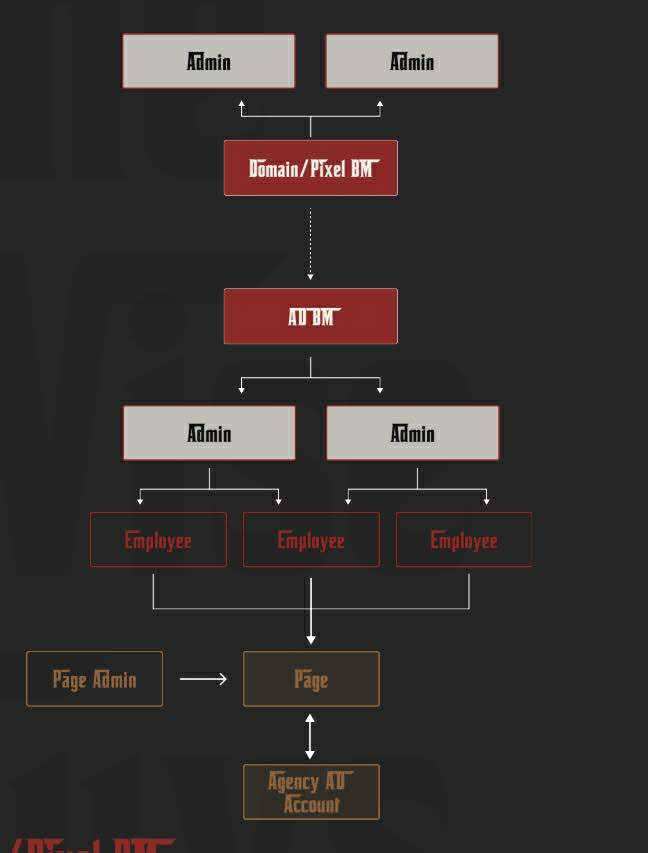 Admin
Admin
Domain/Pixel BM
AD BM
Admin
Admin
Employee
Employee
Employee
Page Admin
Page
Agency AD
Account
/Pixel BM